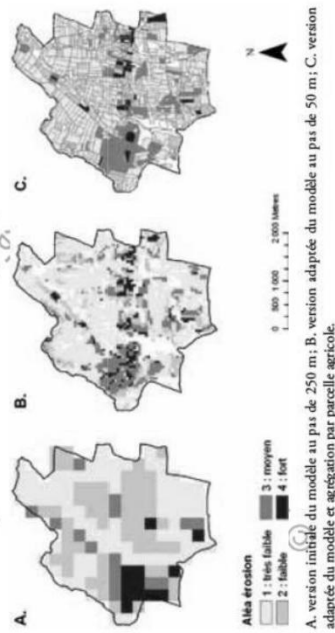 A.
B.
C.
N
0 500 1 000 2 000 Mètres
Aléa érosion
1 : très faible
2 : faible
3 : moyen
4 : fort
A. version initiale du modèle au pas de 250 m ; B. version adaptée du modèle au pas de 50 m ; C. version
adaptée du modèle et agrégation par parcelle agricole.